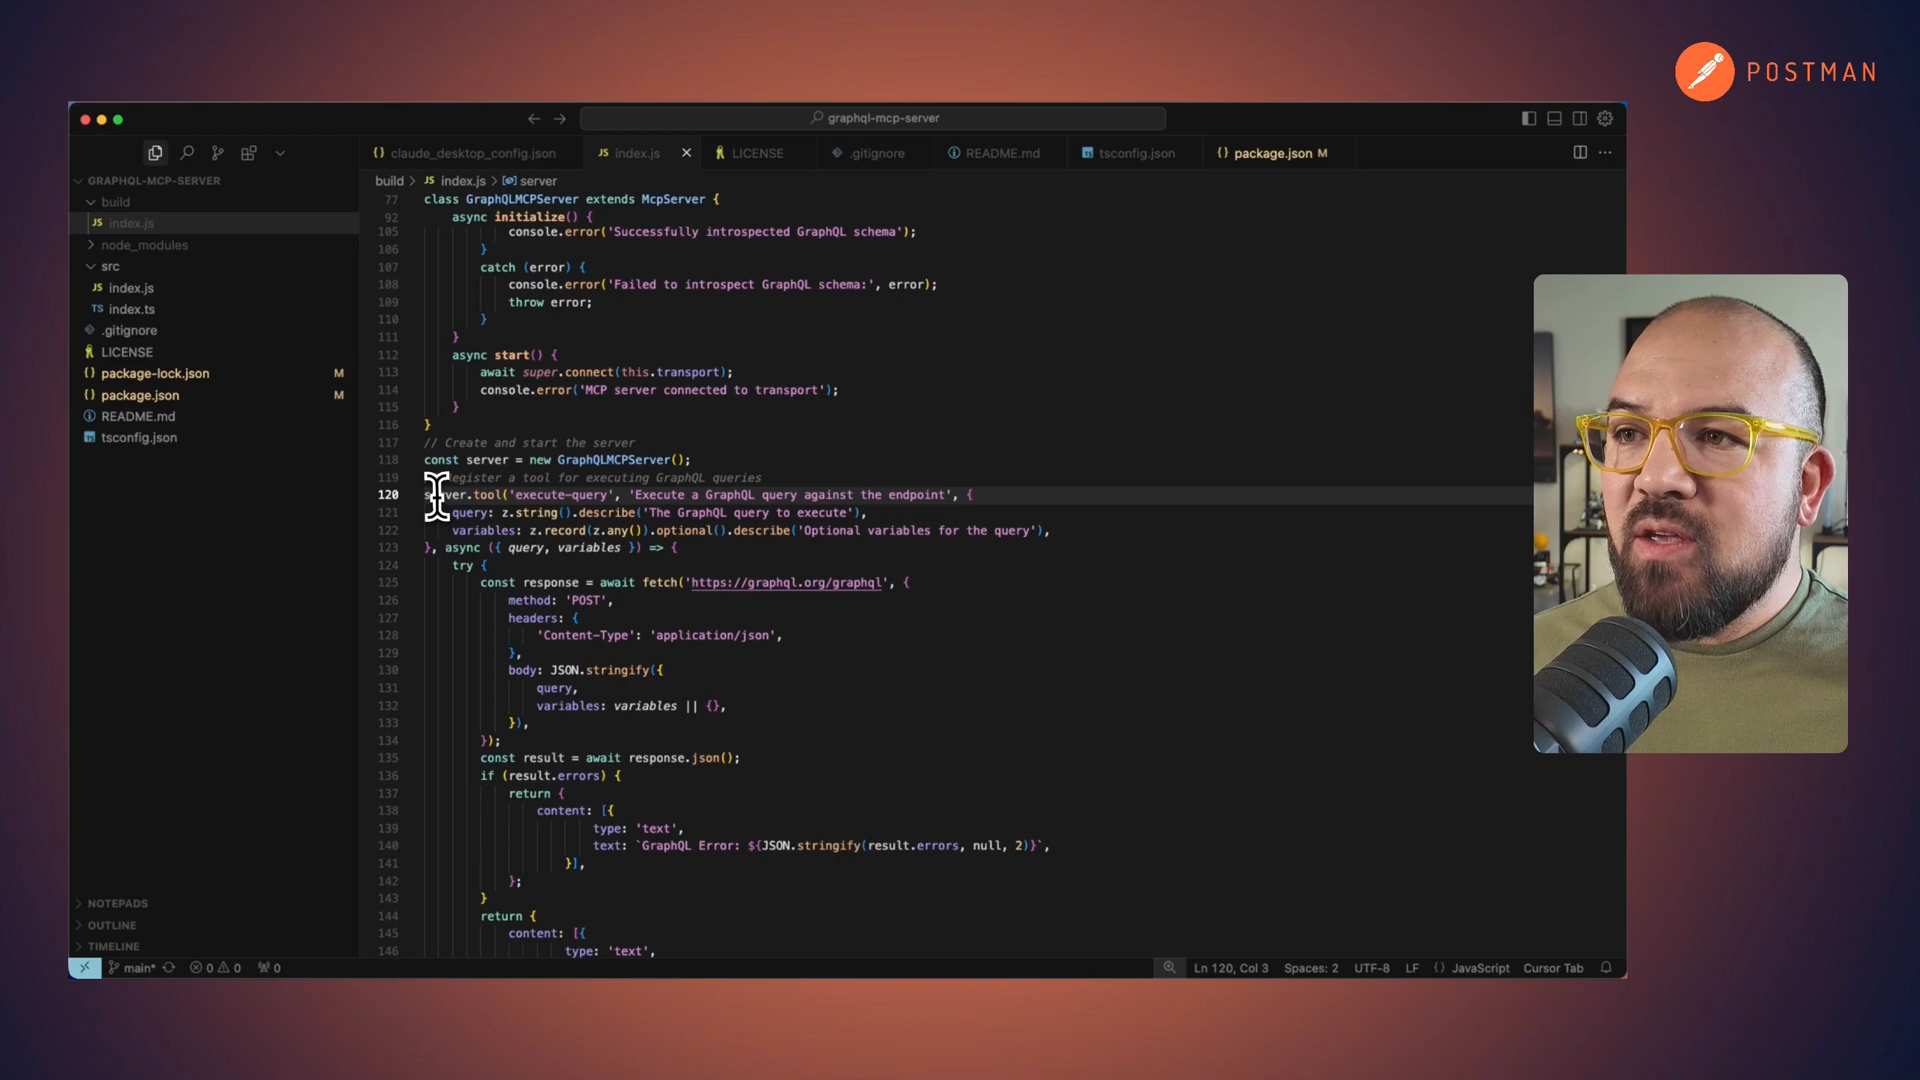 POSTMAN
graphql-mcp-server
claude_desktop_config.json
index.js
LICENSE
.gitignore
README.md
tsconfig.json
package.json M
GRAPHQL-MCP-SERVER
build
index.js
node_modules
src
index.js
index.ts
.gitignore
LICENSE
package-lock.json M
package.json M
README.md
tsconfig.json
NOTEPADS
OUTLINE
TIMELINE
build > JS index.js > server
77 class GraphQLMCPServer extends McpServer {
92 async initialize() {
105 console.error('Successfully introspected GraphQL schema');
106 }
107 catch (error) {
108 console.error('Failed to introspect GraphQL schema:', error);
109 throw error;
110 }
111 }
112 async start() {
113 await super.connect(this.transport);
114 console.error('MCP server connected to transport');
115 }
116 }
117 // Create and start the server
118 const server = new GraphQLMCPServer();
119 egister a tool for executing GraphQL queries
120 server.tool('execute-query', 'Execute a GraphQL query against the endpoint', {
121 query: z.string().describe('The GraphQL query to execute'),
122 variables: z.record(z.any()).optional().describe('Optional variables for the query'),
123 }, async ({ query, variables }) => {
124 try {
125 const response = await fetch('https://graphql.org/graphql', {
126 method: 'POST',
127 headers: {
128 'Content-Type': 'application/json',
129 },
130 body: JSON.stringify({
131 query,
132 variables: variables || {},
133 }),
134 });
135 const result = await response.json();
136 if (result.errors) {
137 return {
138 content: [{
139 type: 'text',
140 text: `GraphQL Error: ${JSON.stringify(result.errors, null, 2)}`,
141 }],
142 };
143 }
144 return {
145 content: [{
146 type: 'text',
main* 0 0 0
Ln 120, Col 3 Spaces: 2 UTF-8 LF {} JavaScript Cursor Tab